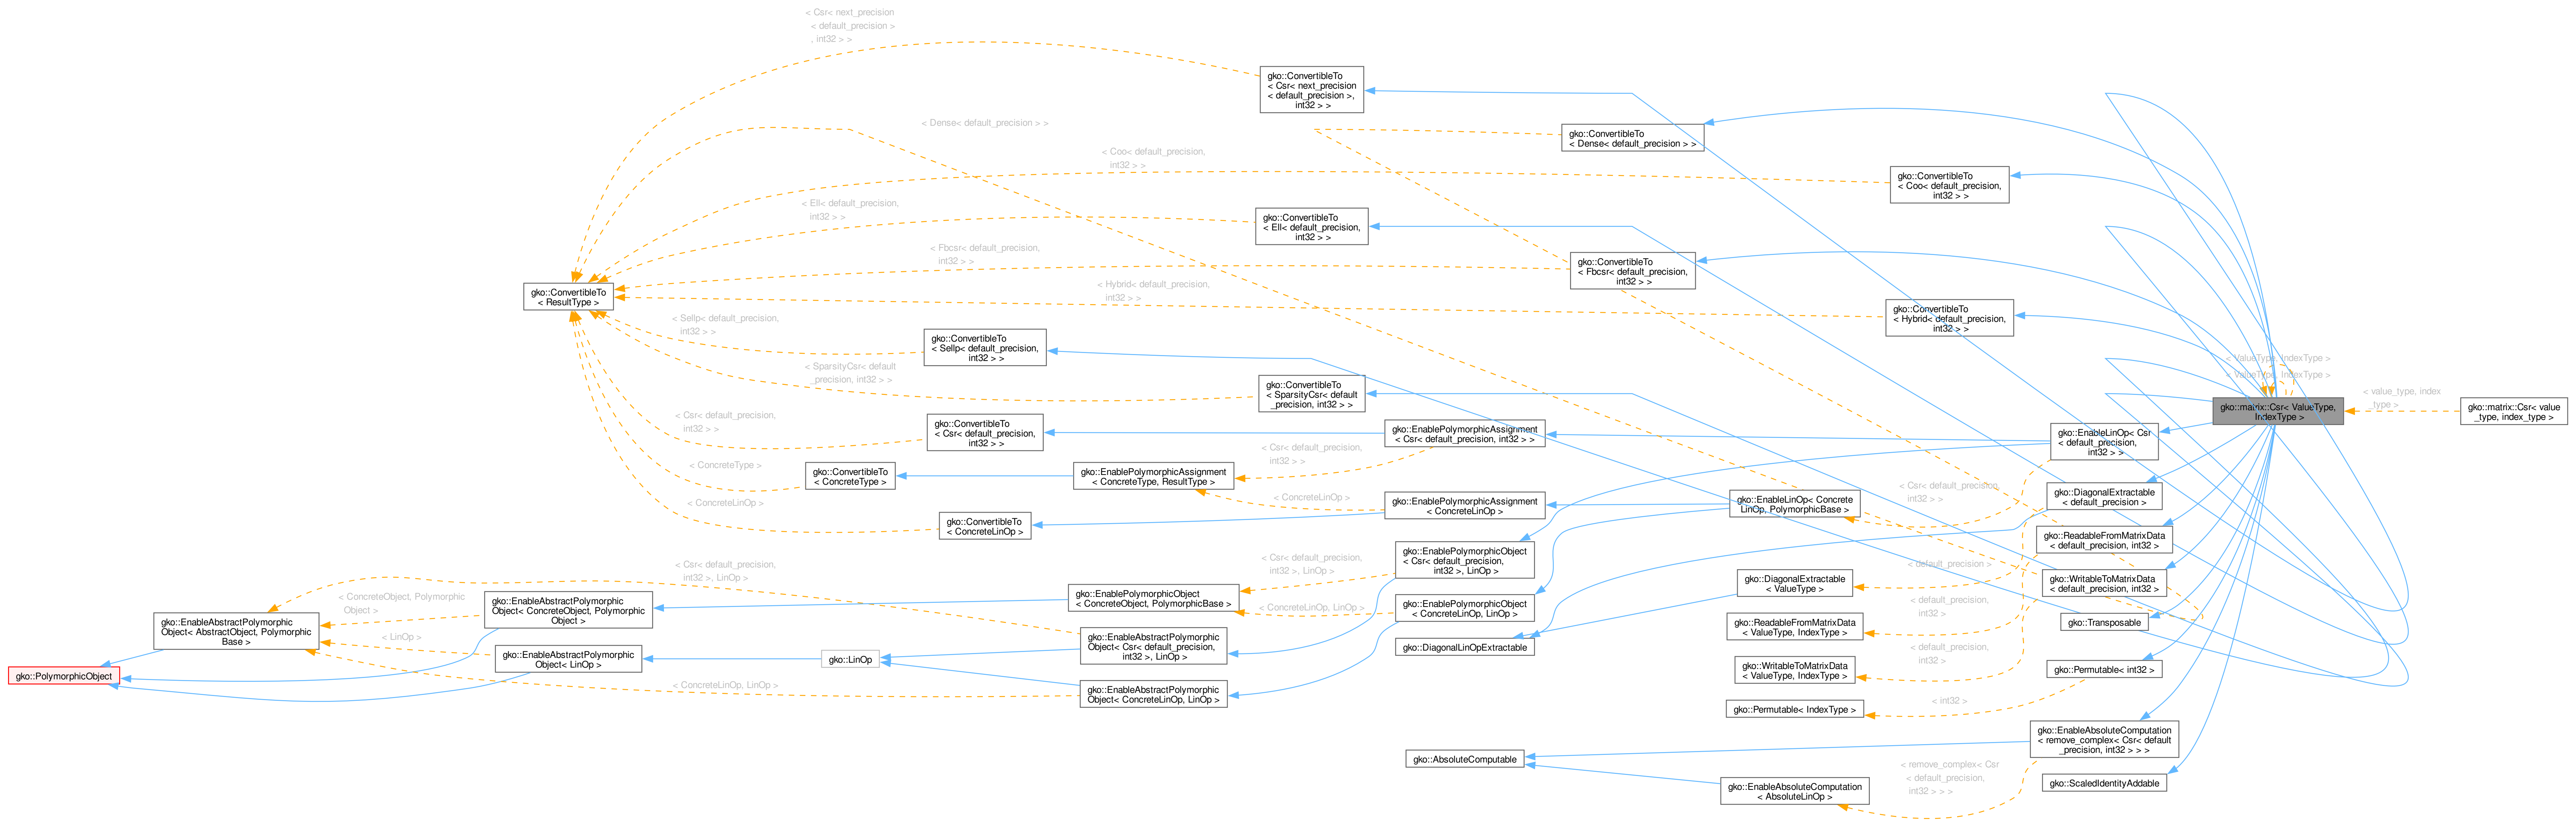 < Csr< next_precision
< default_precision >
, int32 > >
gko::ConvertibleTo
< Csr< next_precision
< default_precision >,
int32 > >
< Dense< default_precision > >
gko::ConvertibleTo
< Dense< default_precision > >
< Coo< default_precision,
int32 > >
gko::ConvertibleTo
< Coo< default_precision,
int32 > >
< Ell< default_precision,
int32 > >
gko::ConvertibleTo
< Ell< default_precision,
int32 > >
< Fbcsr< default_precision,
int32 > >
gko::ConvertibleTo
< Fbcsr< default_precision,
int32 > >
gko::ConvertibleTo
< ResultType >
< Hybrid< default_precision,
int32 > >
gko::ConvertibleTo
< Hybrid< default_precision,
int32 > >
< Sellp< default_precision,
int32 > >
gko::ConvertibleTo
< Sellp< default_precision,
int32 > >
< SparsityCsr< default
_precision, int32 > >
gko::ConvertibleTo
< SparsityCsr< default
_precision, int32 > >
< ValueType, IndexType >
< ValueType, IndexType >
gko::matrix::Csr< ValueType,
IndexType >
< value_type, index
_type >
gko::matrix::Csr< value
_type, index_type >
< Csr< default_precision,
int32 > >
gko::ConvertibleTo
< Csr< default_precision,
int32 > >
gko::EnablePolymorphicAssignment
< Csr< default_precision, int32 > >
gko::EnableLinOp< Csr
< default_precision,
int32 > >
< ConcreteType >
gko::ConvertibleTo
< ConcreteType >
gko::EnablePolymorphicAssignment
< ConcreteType, ResultType >
< Csr< default_precision,
int32 > >
< ConcreteLinOp >
gko::EnablePolymorphicAssignment
< ConcreteLinOp >
gko::EnableLinOp< Concrete
LinOp, PolymorphicBase >
< Csr< default_precision,
int32 > >
gko::DiagonalExtractable
< default_precision >
< ConcreteLinOp >
gko::ConvertibleTo
< ConcreteLinOp >
gko::ReadableFromMatrixData
< default_precision, int32 >
gko::EnablePolymorphicObject
< Csr< default_precision,
int32 >, LinOp >
< Csr< default_precision,
int32 >, LinOp >
< Csr< default_precision,
int32 >, LinOp >
< default_precision >
gko::DiagonalExtractable
< ValueType >
gko::WritableToMatrixData
< default_precision, int32 >
gko::EnablePolymorphicObject
< ConcreteObject, PolymorphicBase >
< ConcreteLinOp, LinOp >
gko::EnablePolymorphicObject
< ConcreteLinOp, LinOp >
< ConcreteObject, Polymorphic
Object >
gko::EnableAbstractPolymorphic
Object< ConcreteObject, Polymorphic
Object >
gko::EnableAbstractPolymorphic
Object< AbstractObject, Polymorphic
Base >
< default_precision,
int32 >
gko::ReadableFromMatrixData
< ValueType, IndexType >
gko::Transposable
gko::DiagonalLinOpExtractable
< LinOp >
gko::EnableAbstractPolymorphic
Object< LinOp >
gko::LinOp
gko::EnableAbstractPolymorphic
Object< Csr< default_precision,
int32 >, LinOp >
< default_precision,
int32 >
gko::WritableToMatrixData
< ValueType, IndexType >
gko::Permutable< int32 >
gko::PolymorphicObject
< ConcreteLinOp, LinOp >
gko::EnableAbstractPolymorphic
Object< ConcreteLinOp, LinOp >
gko::Permutable< IndexType >
< int32 >
gko::EnableAbsoluteComputation
< remove_complex< Csr< default
_precision, int32 > > >
gko::AbsoluteComputable
< remove_complex< Csr
< default_precision,
int32 > > >
gko::EnableAbsoluteComputation
< AbsoluteLinOp >
gko::ScaledIdentityAddable